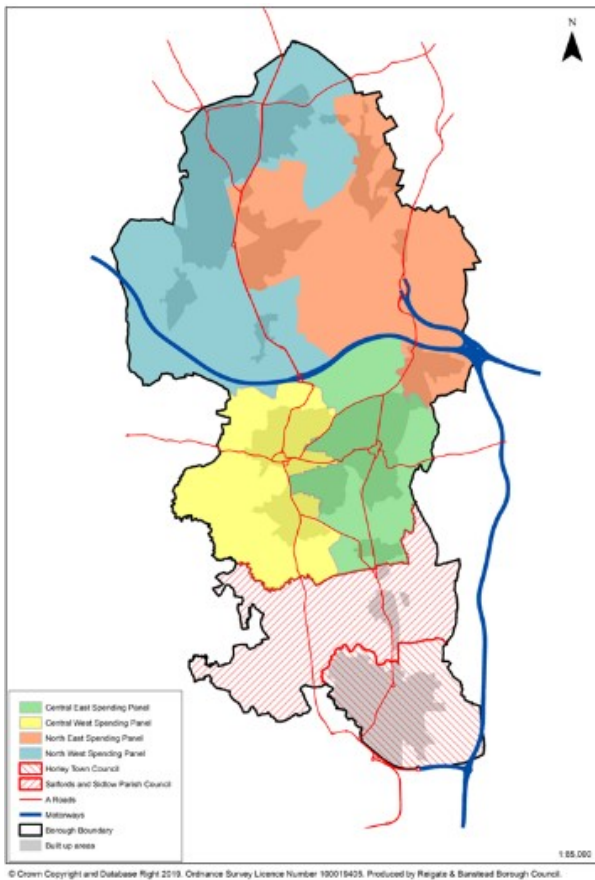 N
Central East Spending Panel
Central West Spending Panel
North East Spending Panel
North West Spending Panel
Horley Town Council
Salfords and Sidlow Parish Council
A Roads
Motorways
Borough Boundary
Built up areas
1:65,000
© Crown Copyright and Database Right 2019. Ordnance Survey Licence Number 100019405. Produced by Reigate & Banstead Borough Council.